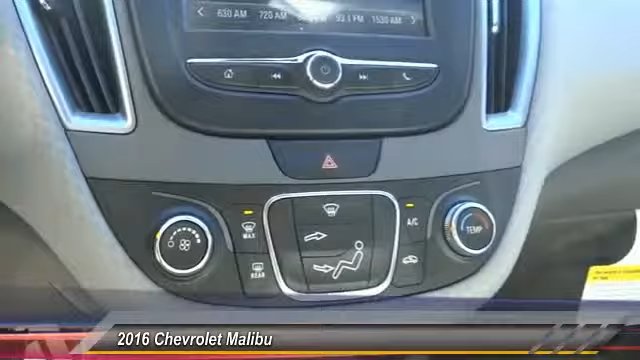 630 AM 720 AM 93.1 FM 1530 AM
MAX
A/C
TEMP
REAR
2016 Chevrolet Malibu